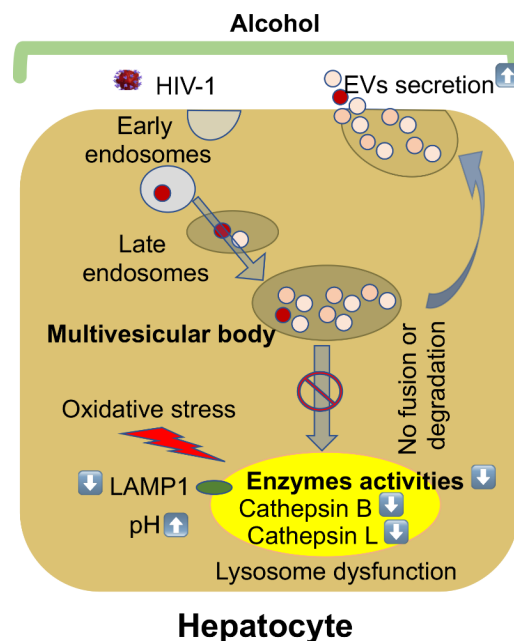 Alcohol
HIV-1
EVs secretion
Early
endosomes
Late
endosomes
Multivesicular body
No fusion or
degradation
Oxidative stress
LAMP1
pH
Enzymes activities
Cathepsin B
Cathepsin L
Lysosome dysfunction
Hepatocyte